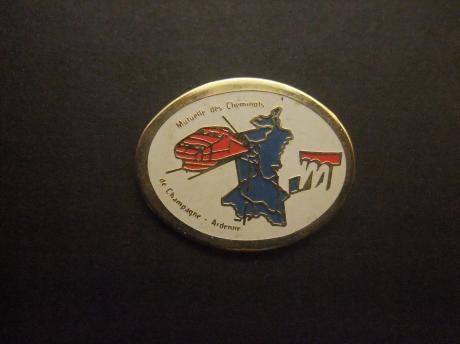 Mutuelle des Cheminots
de Champagne - Ardenne
m